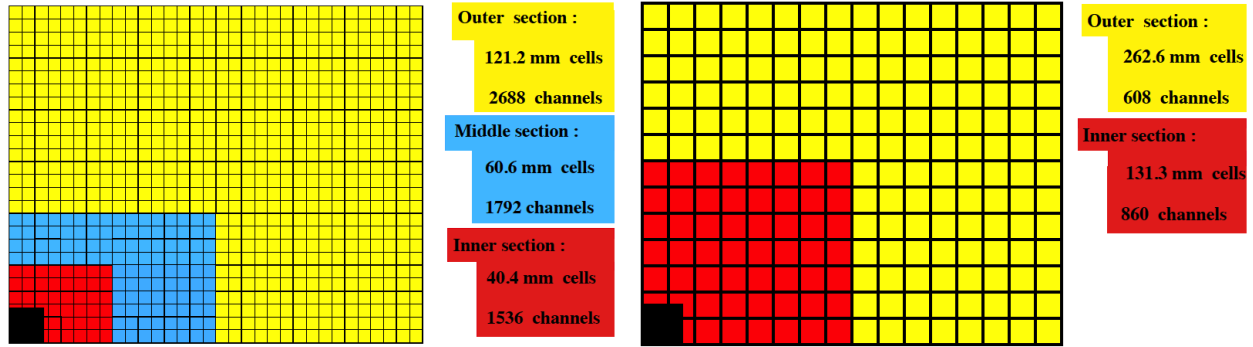 Outer section :
121.2 mm cells
2688 channels
Middle section :
60.6 mm cells
1792 channels
Inner section :
40.4 mm cells
1536 channels
Outer section :
262.6 mm cells
608 channels
Inner section :
131.3 mm cells
860 channels